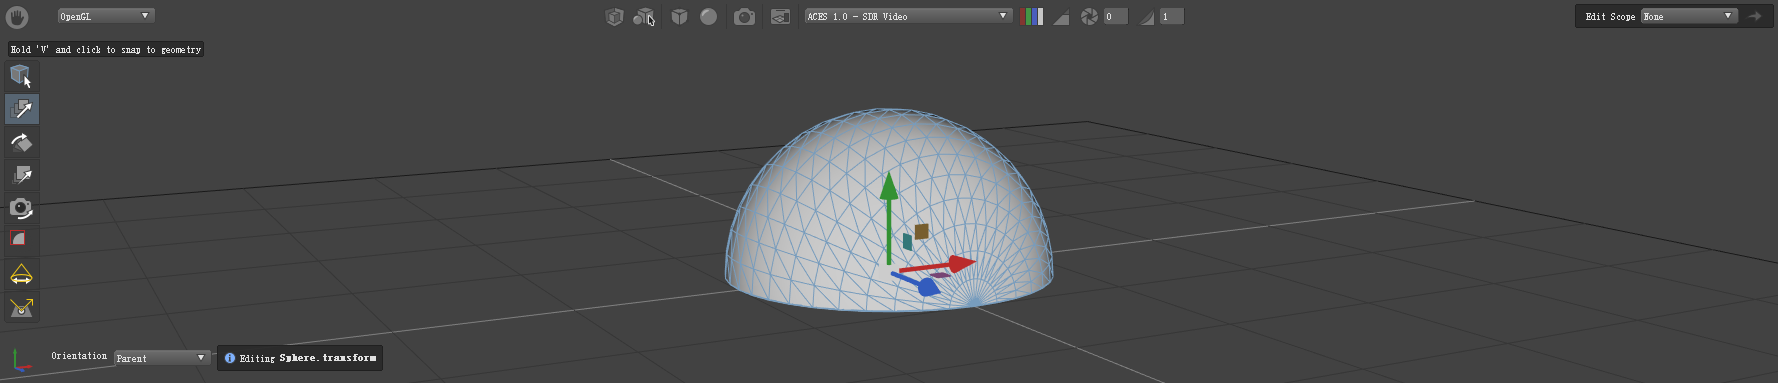 OpenGL
ACES 1.0 - SDR Video
0
1
Edit Scope
None
Hold 'V' and click to snap to geometry
Orientation
Parent
Editing Sphere.transform